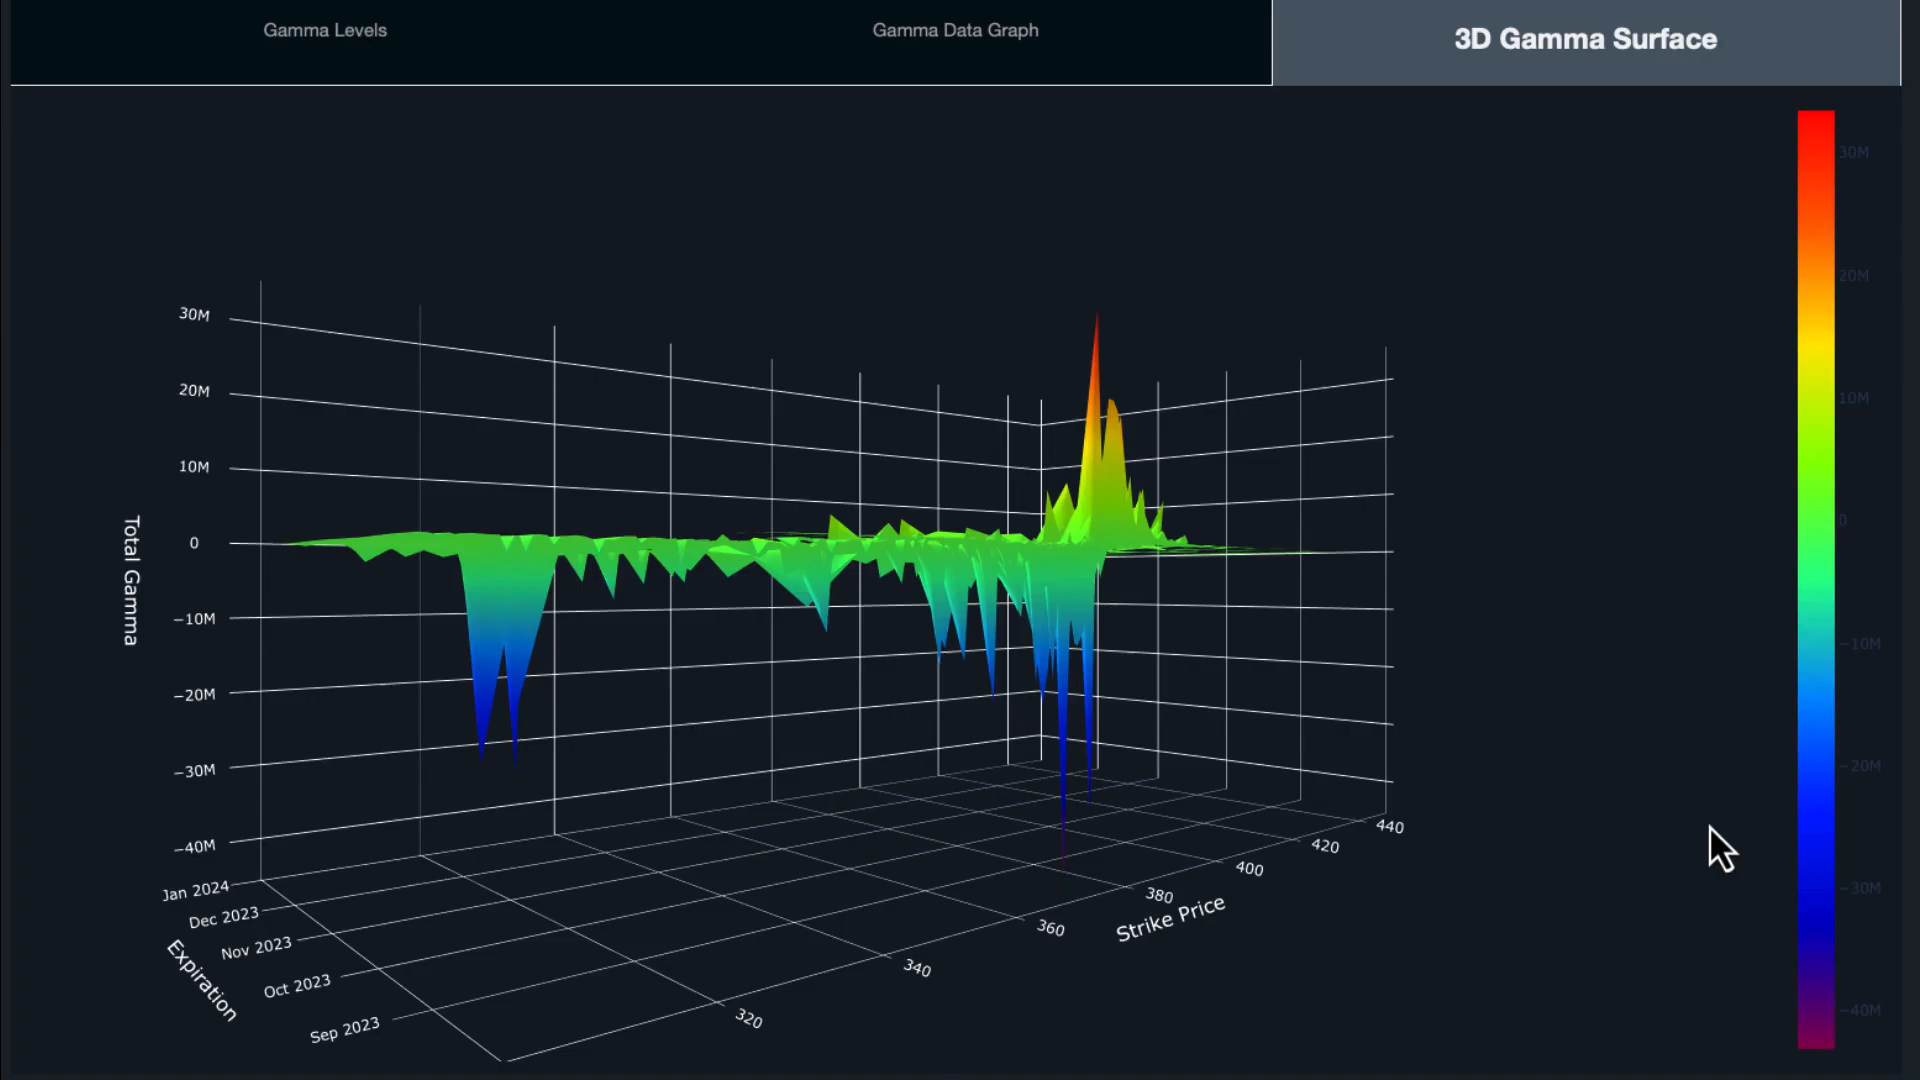 Gamma Levels
Gamma Data Graph
3D Gamma Surface
30M
20M
10M
0
−10M
−20M
−30M
−40M
Total Gamma
Jan 2024
Dec 2023
Nov 2023
Oct 2023
Sep 2023
Expiration
320
340
360
380
400
420
440
Strike Price
30M
20M
10M
0
−10M
−20M
−30M
−40M